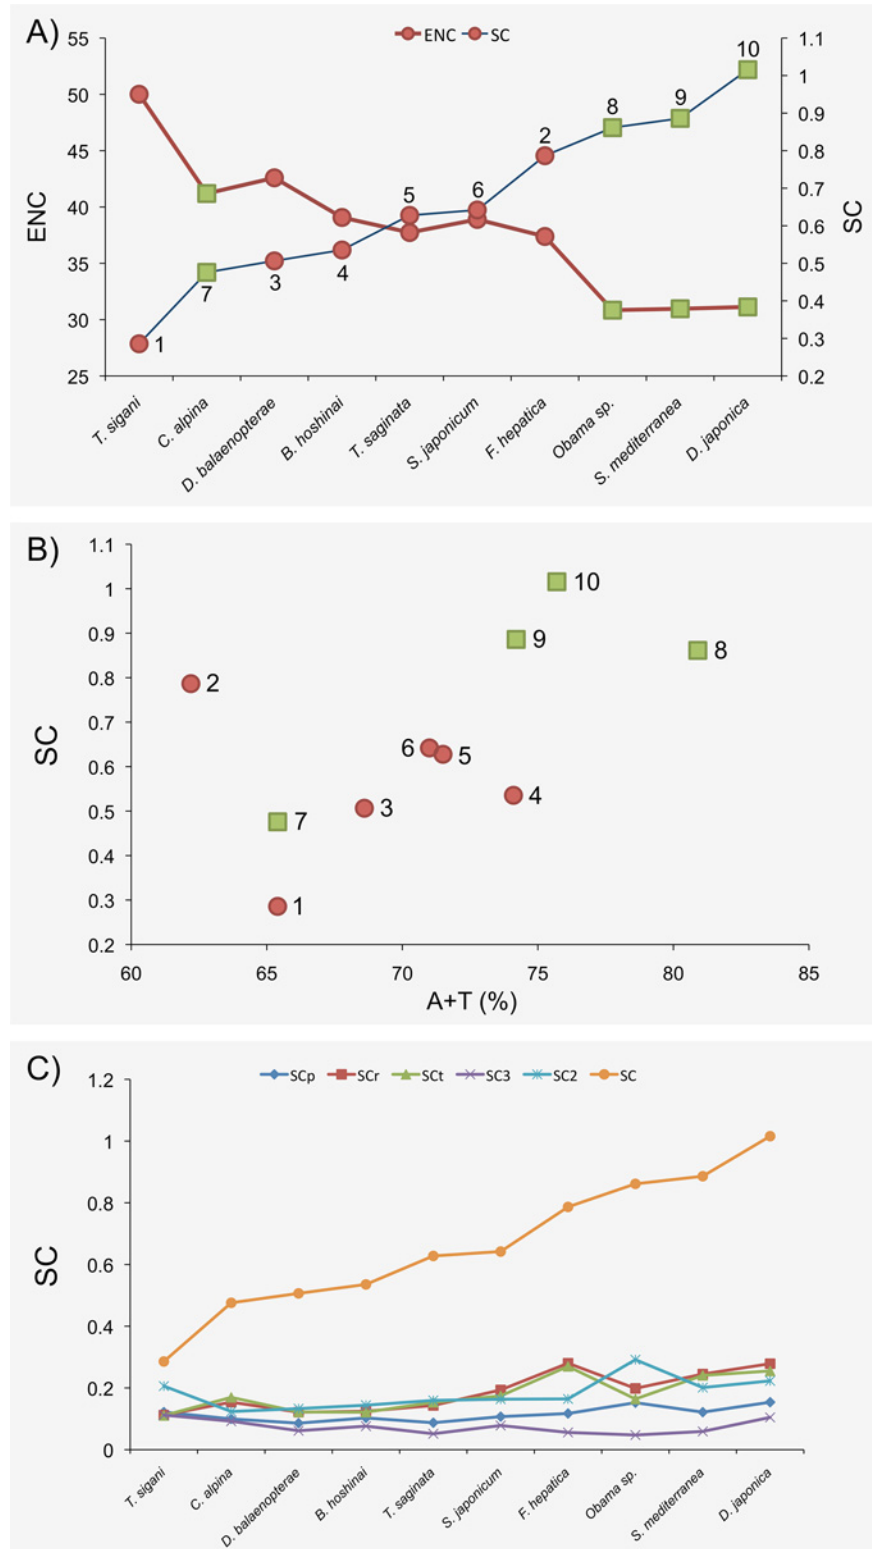 A)
ENC SC
55
50
45
40
35
30
25
ENC
1.1
1
0.9
0.8
0.7
0.6
0.5
0.4
0.3
0.2
SC
1
7
3
4
5
6
2
8
9
10
T. sigani
C. alpina
D. balaenopterae
B. hoshinai
T. saginata
S. japonicum
F. hepatica
Obama sp.
S. mediterranea
D. japonica
B)
1.1
1
0.9
0.8
0.7
0.6
0.5
0.4
0.3
0.2
SC
10
9
8
2
6
5
4
3
7
1
60 65 70 75 80 85
A+T (%)
C)
SCp SCr SCt SC3 SC2 SC
1.2
1
0.8
0.6
0.4
0.2
0
SC
T. sigani
C. alpina
D. balaenopterae
B. hoshinai
T. saginata
S. japonicum
F. hepatica
Obama sp.
S. mediterranea
D. japonica